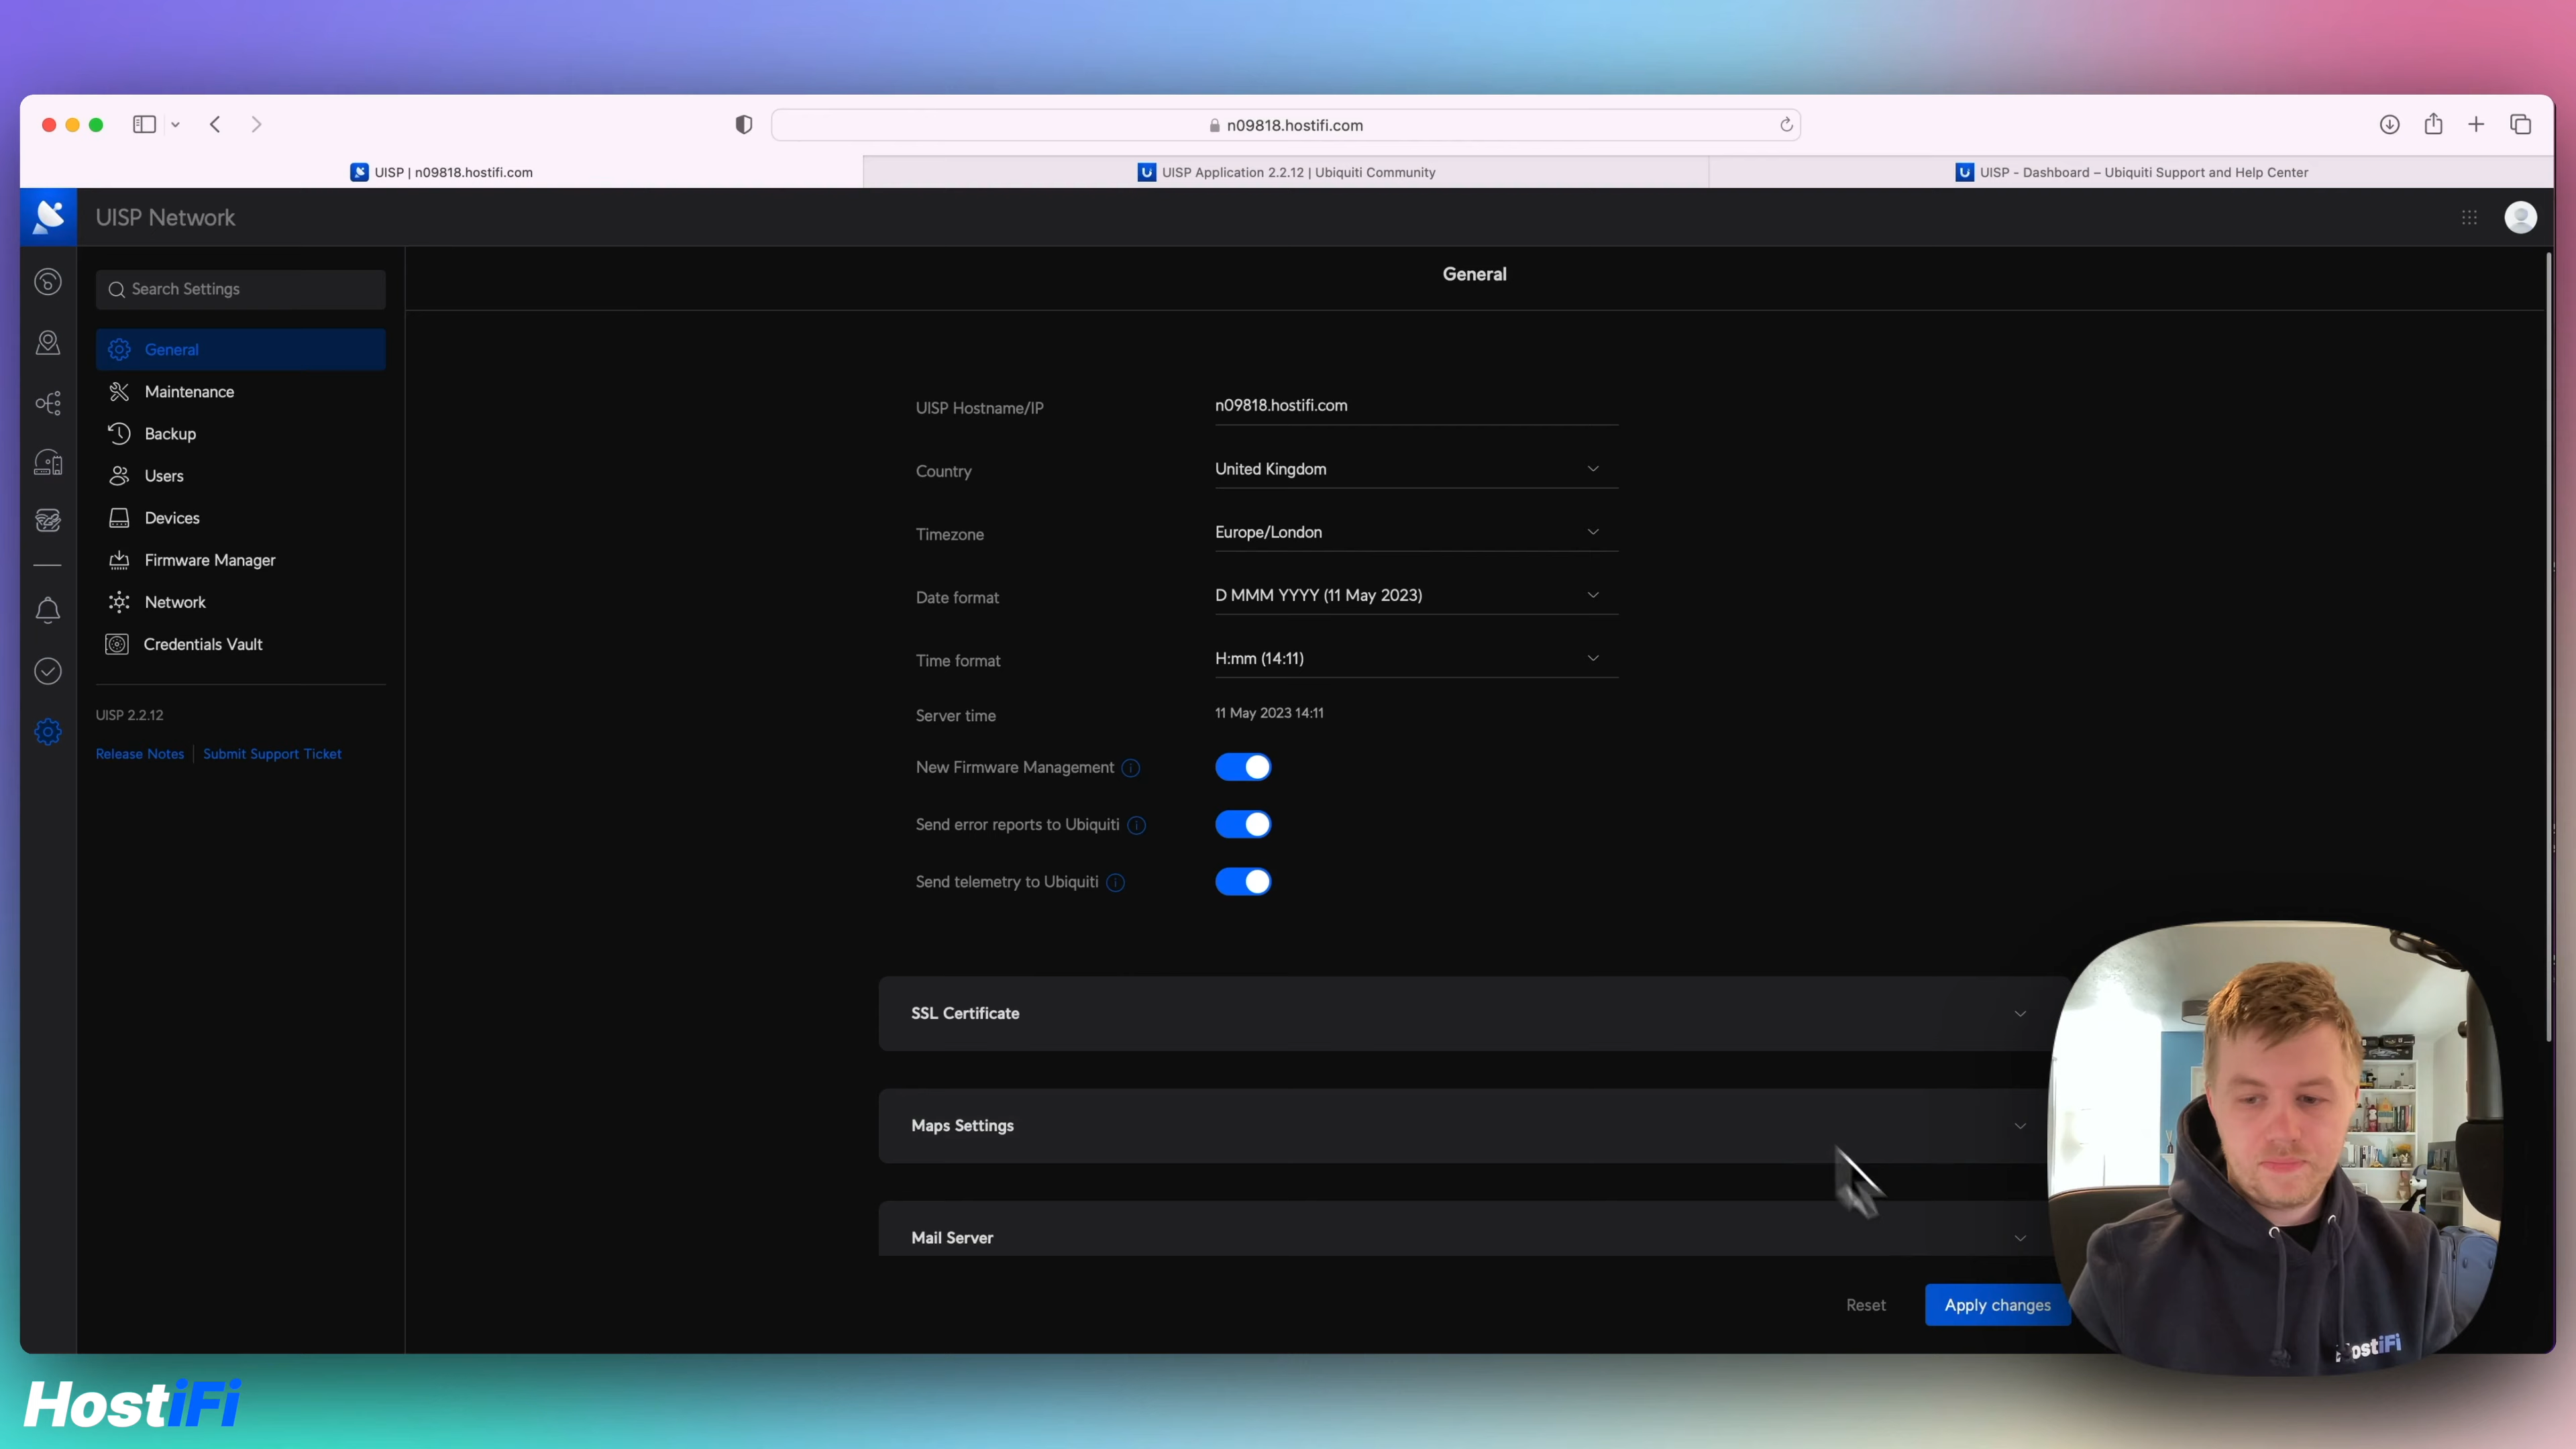 n09818.hostifi.com
UISP | n09818.hostifi.com
UISP Application 2.2.12 | Ubiquiti Community
UISP - Dashboard – Ubiquiti Support and Help Center
UISP Network
Search Settings
General
Maintenance
Backup
Users
Devices
Firmware Manager
Network
Credentials Vault
UISP 2.2.12
Release Notes | Submit Support Ticket
General
UISP Hostname/IP n09818.hostifi.com
Country United Kingdom
Timezone Europe/London
Date format D MMM YYYY (11 May 2023)
Time format H:mm (14:11)
Server time 11 May 2023 14:11
New Firmware Management
Send error reports to Ubiquiti
Send telemetry to Ubiquiti
SSL Certificate
Maps Settings
Mail Server
Reset Apply changes
HostiFi
HostiFi